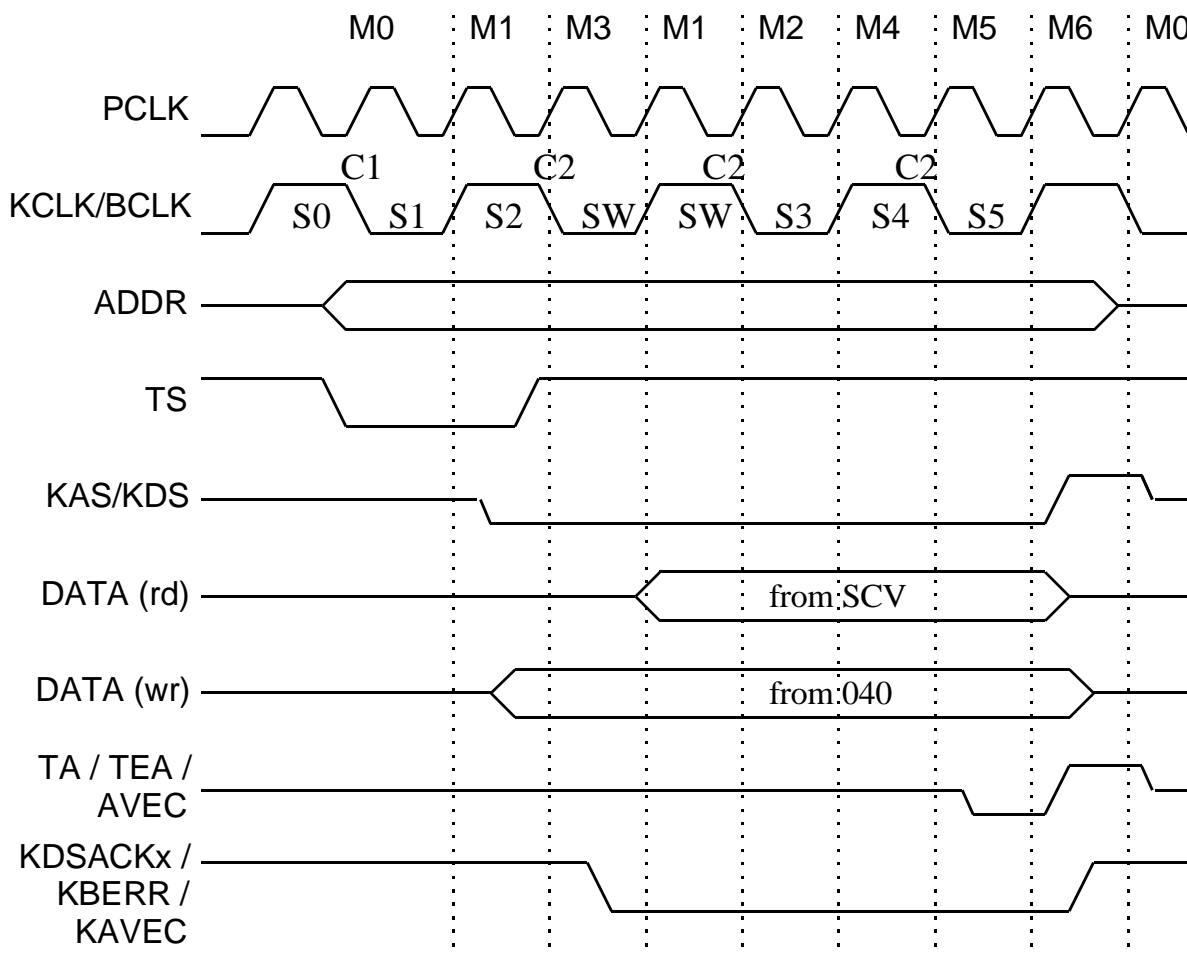 M0 M1 M3 M1 M2 M4 M5 M6 M0
PCLK
C1 C2 C2 C2
KCLK/BCLK
S0 S1 S2 SW SW S3 S4 S5
ADDR
TS
KAS/KDS
DATA (rd)
from SCV
DATA (wr)
from 040
TA / TEA /
AVEC
KDSACKx /
KBERR /
KAVEC